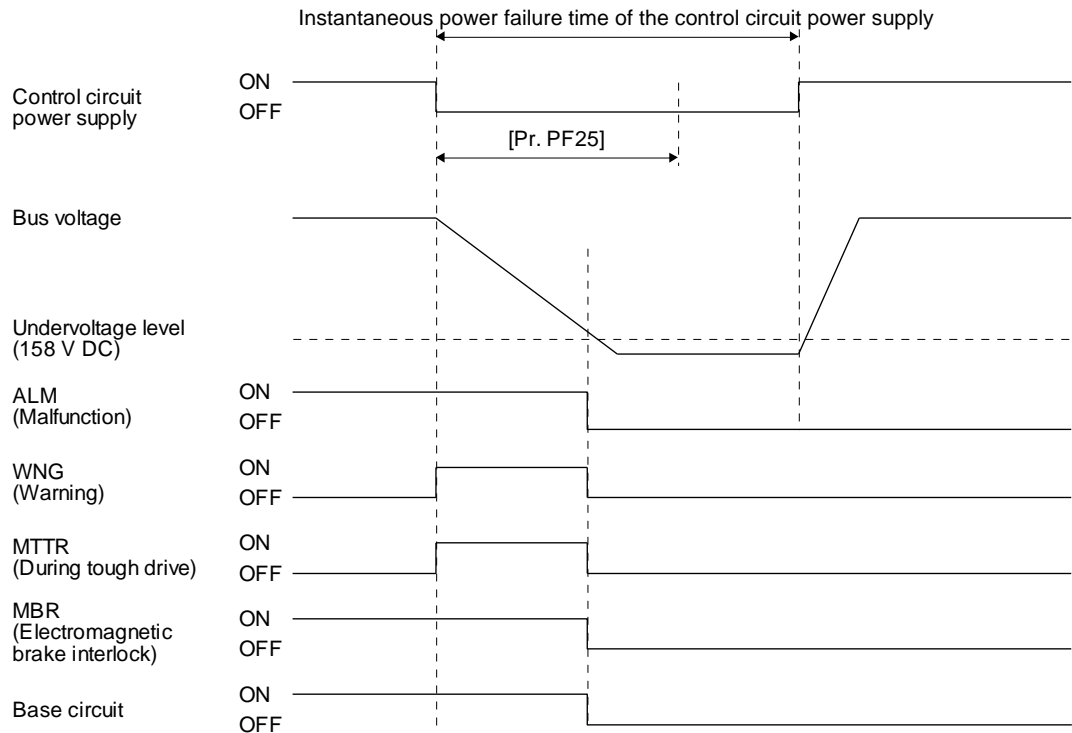 Instantaneous power failure time of the control circuit power supply
Control circuit
power supply
ON
OFF
[Pr. PF25]
Bus voltage
Undervoltage level
(158 V DC)
ALM
(Malfunction)
ON
OFF
WNG
(Warning)
ON
OFF
MTTR
(During tough drive)
ON
OFF
MBR
(Electromagnetic
brake interlock)
ON
OFF
Base circuit
ON
OFF